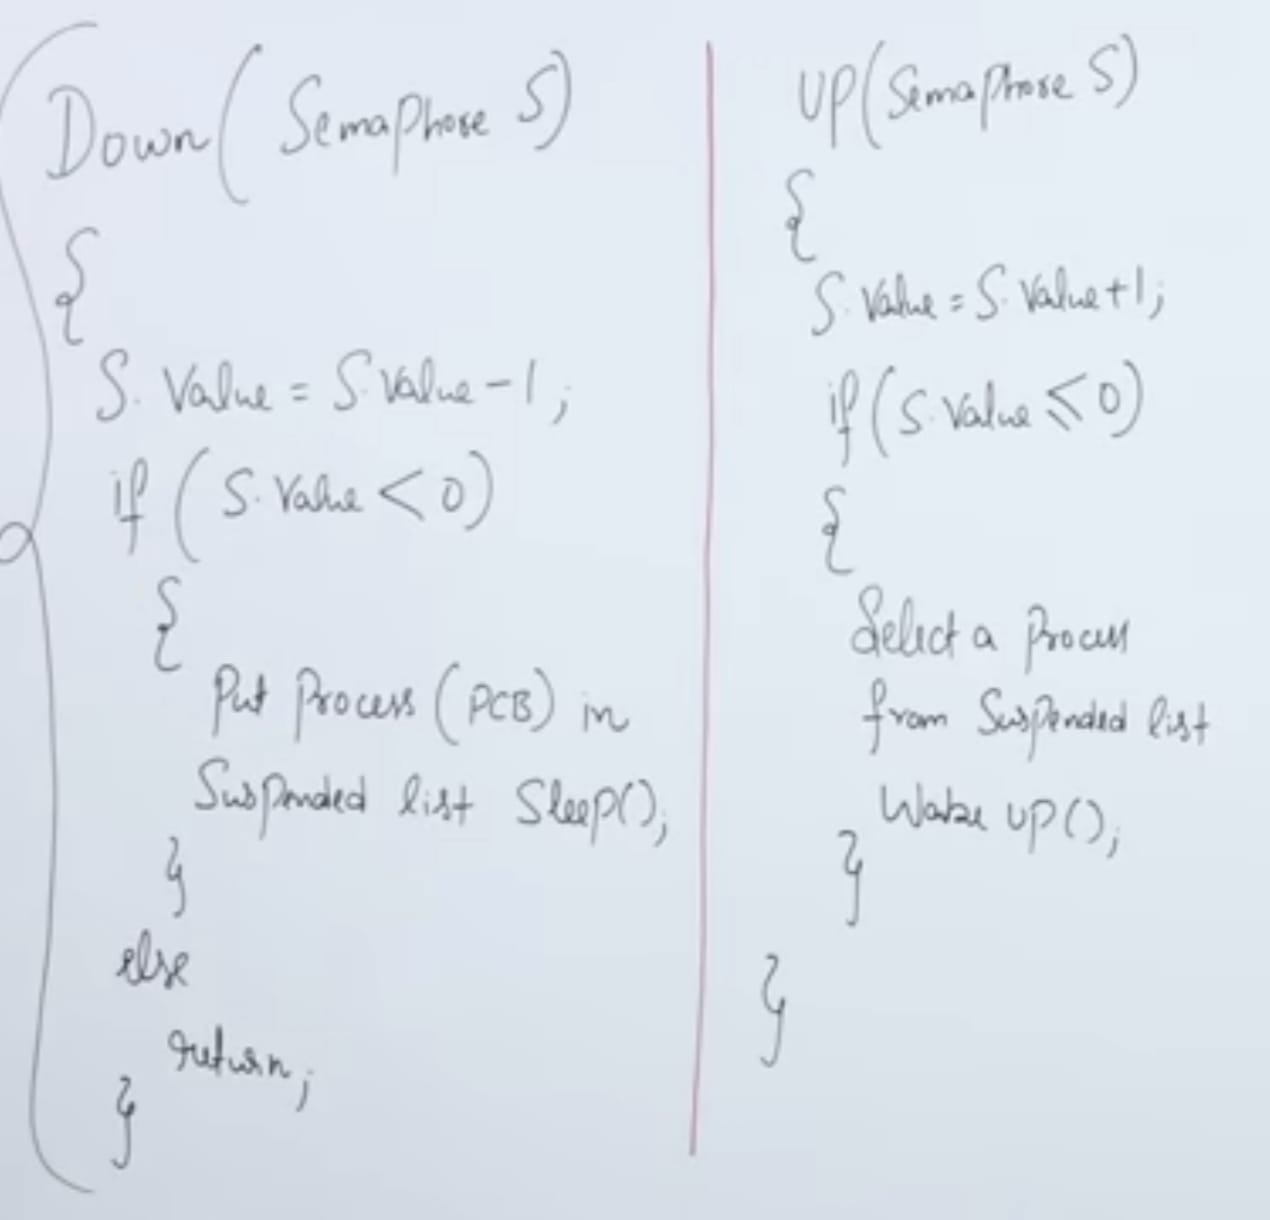 Down(Semaphore S)
{
S.Value = S.Value-1;
if (S.Value < 0)
{
Put Process (PCB) in
Suspended list Sleep();
}
else
return;
}
UP(Semaphore S)
{
S.Value = S.Value+1;
if(S.Value ≤ 0)
{
Select a Process
from Suspended list
Wake up();
}
}